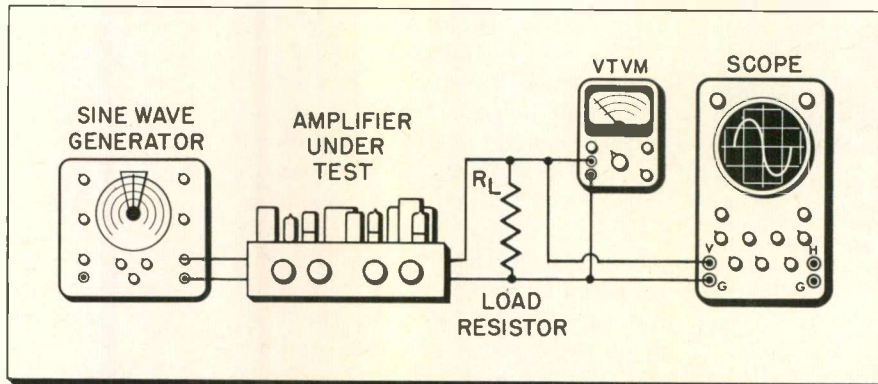 SINE WAVE
GENERATOR
AMPLIFIER
UNDER
TEST
RL
LOAD
RESISTOR
VTVM
SCOPE
V
G
H
G